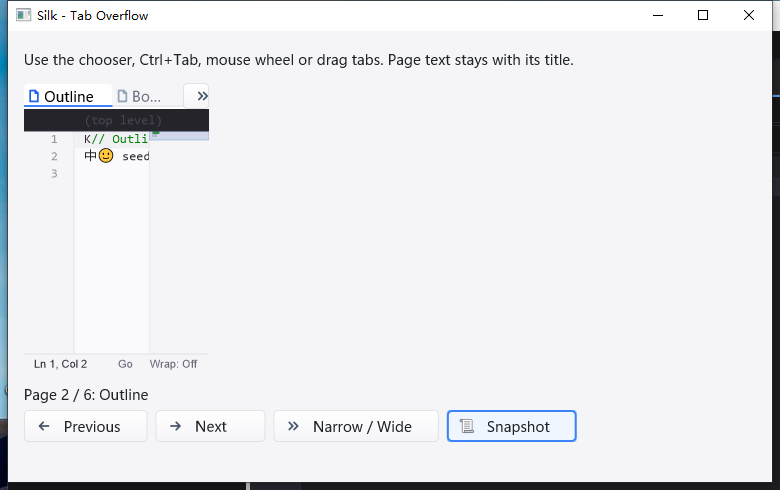 Silk - Tab Overflow
Use the chooser, Ctrl+Tab, mouse wheel or drag tabs. Page text stays with its title.
Outline Bo... »
(top level)
1 K// Outli
2 中🙂 seed
3
Ln 1, Col 2 Go Wrap: Off
Page 2 / 6: Outline
← Previous → Next » Narrow / Wide Snapshot